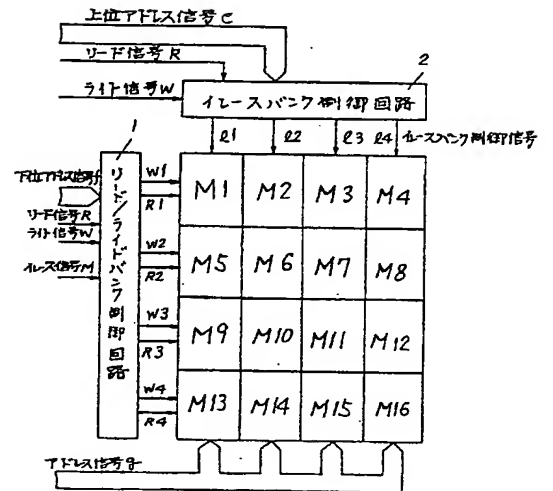 上位アドレス信号e
リード信号R
ライト信号W
2
イレースバンク制御回路
l1 l2 l3 l4 イレースバンク制御信号
1
下位アドレス信号f
リード信号R
ライト信号W
イレース信号M
リード/ライドバンク制御回路
W1
R1
W2
R2
W3
R3
W4
R4
M1 M2 M3 M4
M5 M6 M7 M8
M9 M10 M11 M12
M13 M14 M15 M16
アドレス信号g